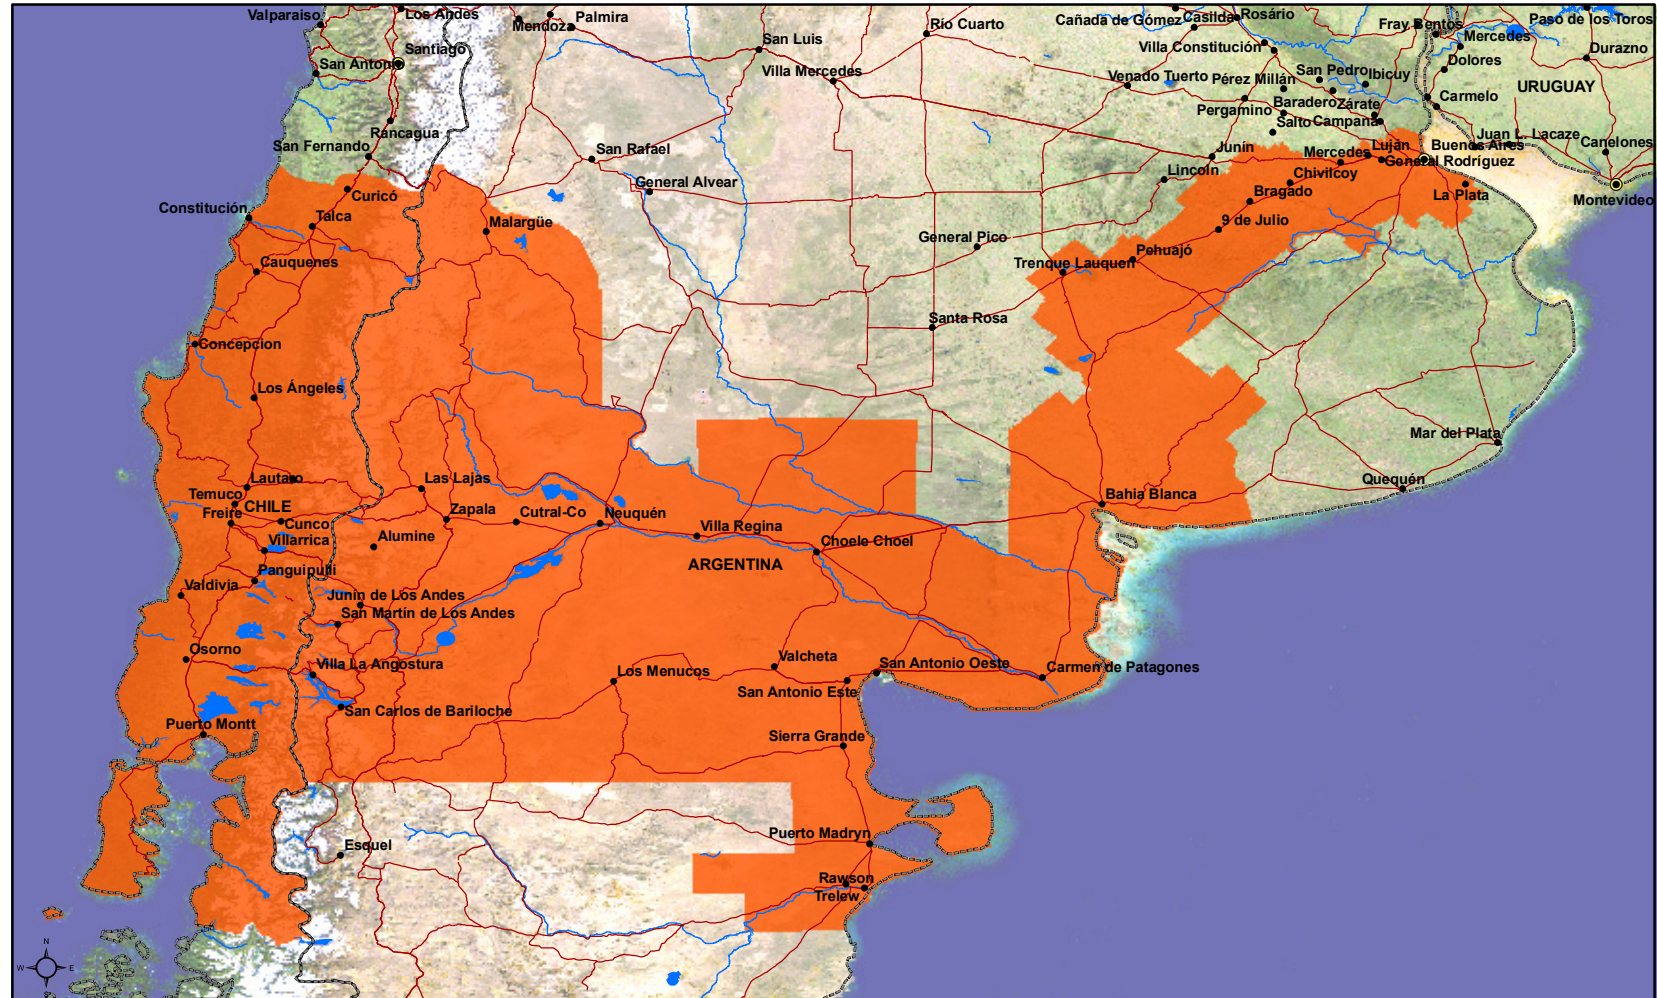 Valparaiso
Los Andes
Mendoza
Palmira
Río Cuarto
Cañada de Gómez
Casilda
Rosário
Fray Bentos
Paso de los Toros
San Luis
Villa Constitución
Mercedes
Durazno
Santiago
San Antonio
Villa Mercedes
Venado Tuerto
Pérez Millán
San Pedro
Ibicuy
Dolores
URUGUAY
Pergamino
Baradero
Zárate
Carmelo
Rancagua
Salto
Campana
Juan L. Lacaze
San Fernando
San Rafael
Junín
Mercedes
Luján
Buenos Aires
Canelones
General Rodríguez
Lincoln
Chivilcoy
General Alvear
Bragado
La Plata
Montevideo
Curicó
Constitución
Talca
Malargüe
9 de Julio
General Pico
Pehuajó
Trenque Lauquen
Cauquenes
Santa Rosa
Concepcion
Los Ángeles
Mar del Plata
Lautaro
Las Lajas
Quequén
Temuco
CHILE
Bahia Blanca
Freire
Cunco
Zapala
Cutral-Co
Neuquén
Villa Regina
Villarrica
Alumine
Choele Choel
ARGENTINA
Panguipulli
Valdivia
Junín de Los Andes
San Martín de Los Andes
Osorno
Villa La Angostura
Los Menucos
Valcheta
San Antonio Oeste
Carmen de Patagones
San Antonio Este
San Carlos de Bariloche
Puerto Montt
Sierra Grande
Puerto Madryn
Esquel
Rawson
Trelew
N
W
E
S